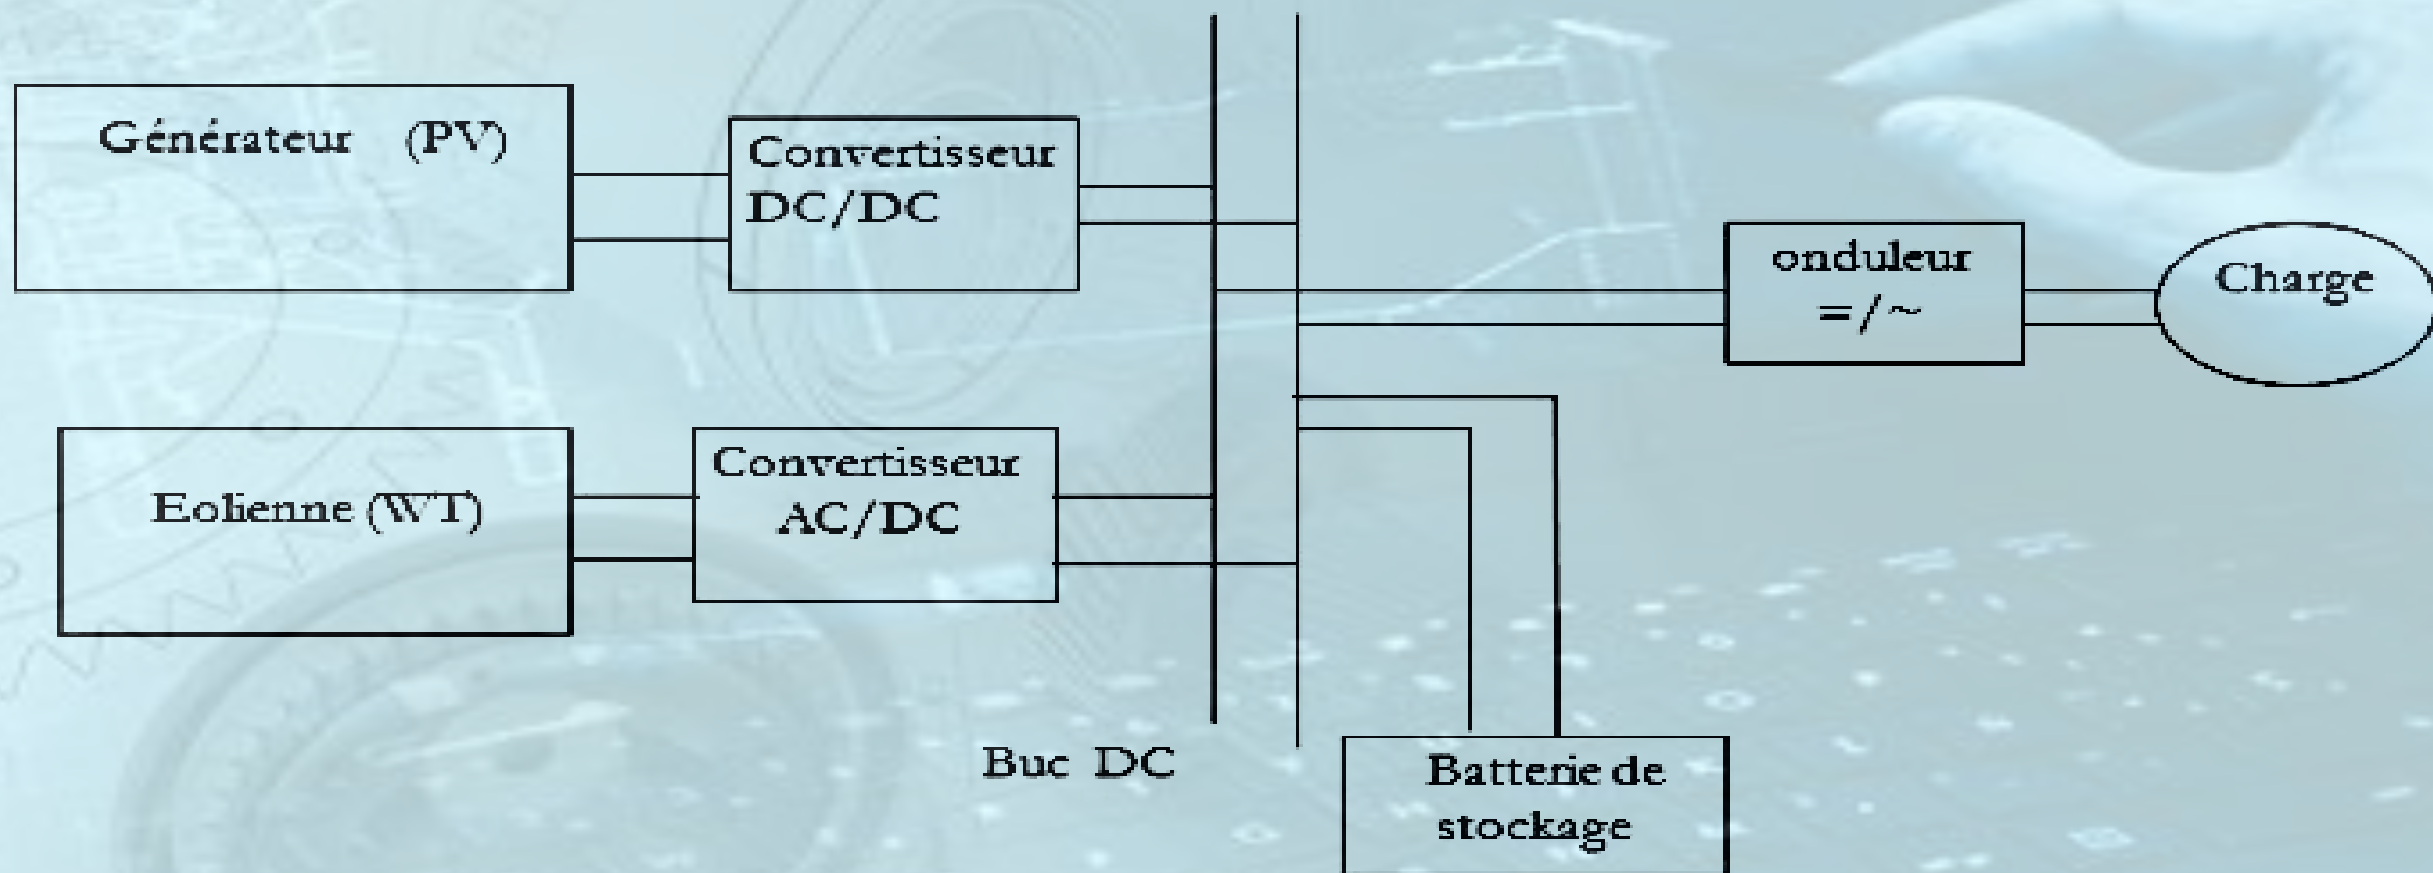 Générateur (PV)
Convertisseur
DC/DC
onduleur
=/~
Charge
Eolienne (WT)
Convertisseur
AC/DC
Buc DC
Batterie de
stockage